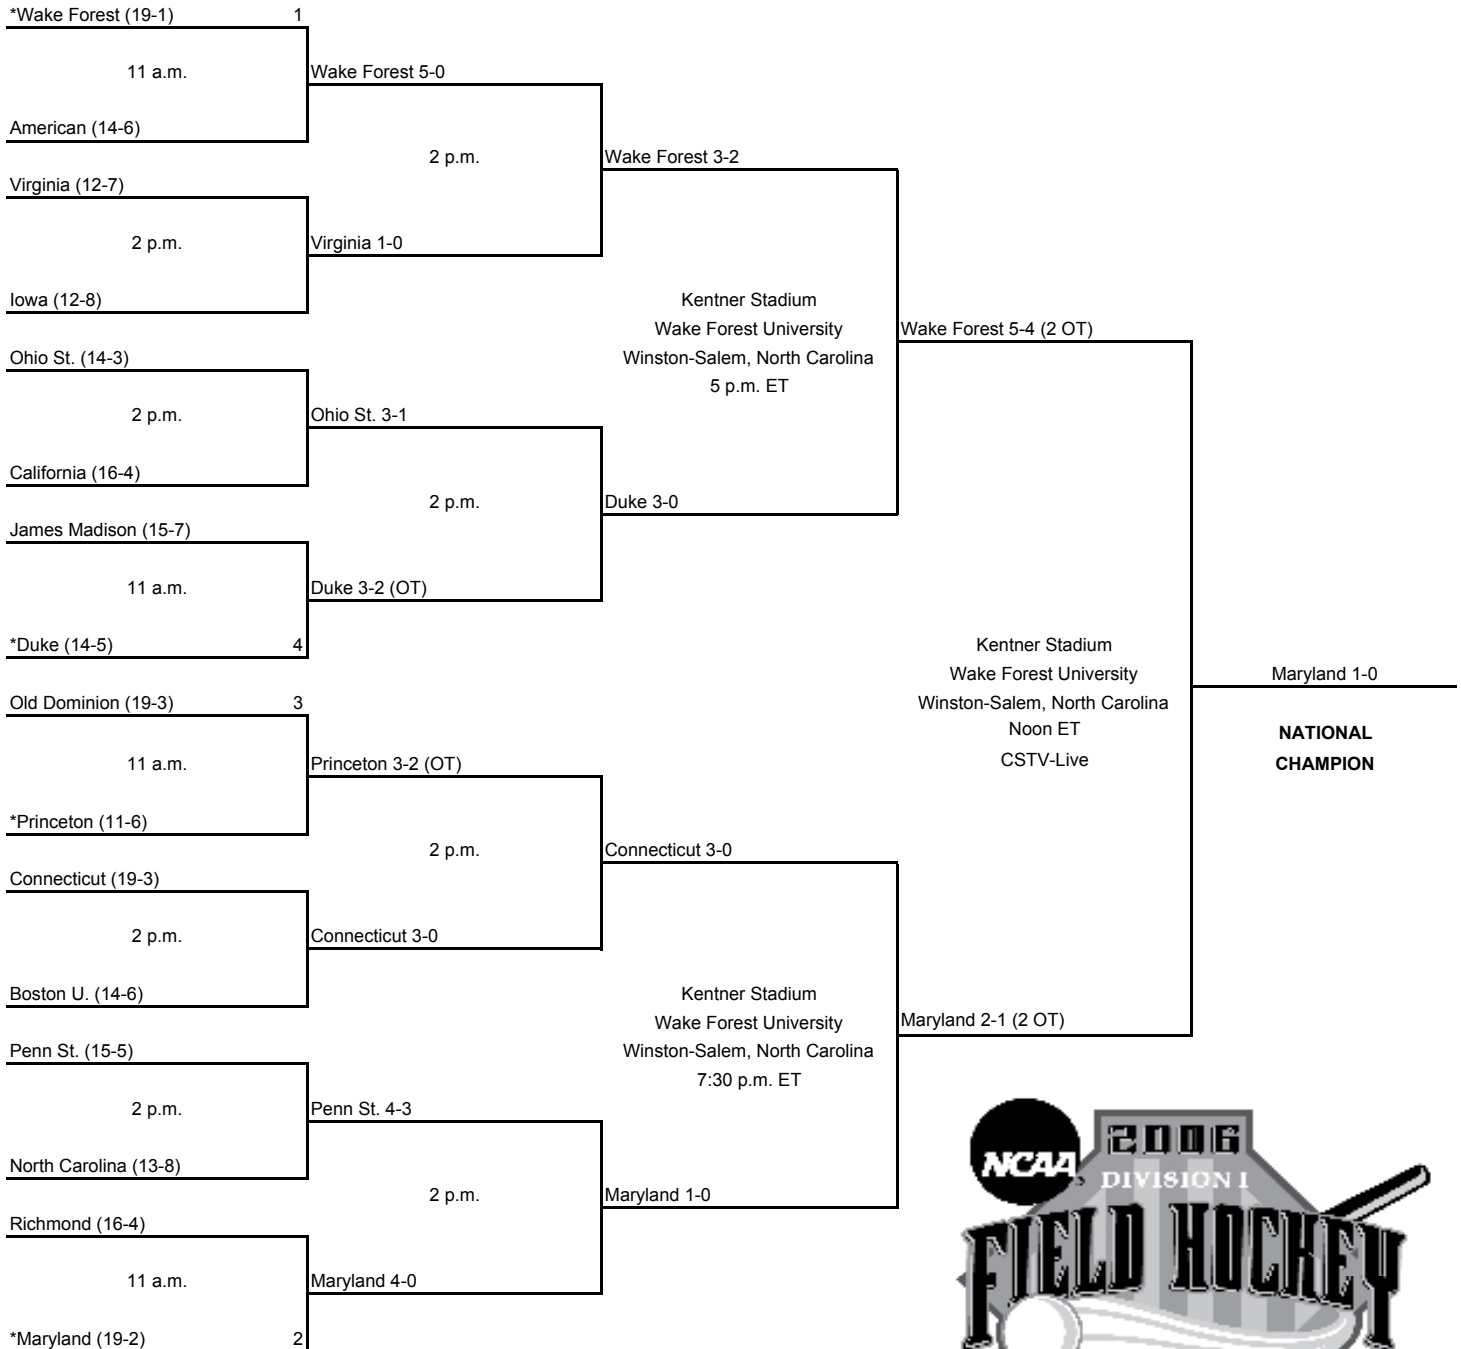 *Wake Forest (19-1) 1
11 a.m.
Wake Forest 5-0
American (14-6)
2 p.m.
Wake Forest 3-2
Virginia (12-7)
2 p.m.
Virginia 1-0
Iowa (12-8)
Kentner Stadium
Wake Forest University
Winston-Salem, North Carolina
5 p.m. ET
Wake Forest 5-4 (2 OT)
Ohio St. (14-3)
2 p.m.
Ohio St. 3-1
California (16-4)
2 p.m.
Duke 3-0
James Madison (15-7)
11 a.m.
Duke 3-2 (OT)
*Duke (14-5) 4
Kentner Stadium
Wake Forest University
Winston-Salem, North Carolina
Noon ET
CSTV-Live
Maryland 1-0
NATIONAL
CHAMPION
Old Dominion (19-3) 3
11 a.m.
Princeton 3-2 (OT)
*Princeton (11-6)
2 p.m.
Connecticut 3-0
Connecticut (19-3)
2 p.m.
Connecticut 3-0
Boston U. (14-6)
Kentner Stadium
Wake Forest University
Winston-Salem, North Carolina
7:30 p.m. ET
Maryland 2-1 (2 OT)
Penn St. (15-5)
2 p.m.
Penn St. 4-3
North Carolina (13-8)
2 p.m.
Maryland 1-0
Richmond (16-4)
11 a.m.
Maryland 4-0
*Maryland (19-2) 2
NCAA
2006
DIVISION I
FIELD HOCKEY